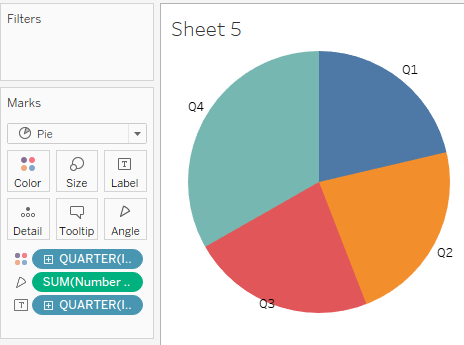 Filters
Marks
Pie
Color
Size
T
Label
Detail
Tooltip
Angle
QUARTER(I..
SUM(Number ..
T
QUARTER(I..
Sheet 5
Q1
Q4
Q2
Q3